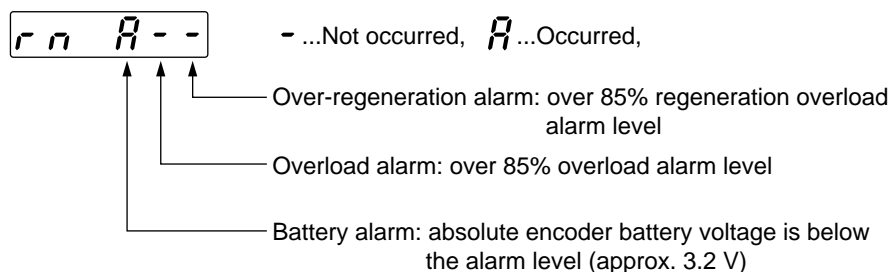 rn A--
- ...Not occurred, A ...Occurred,
Over-regeneration alarm: over 85% regeneration overload
alarm level
Overload alarm: over 85% overload alarm level
Battery alarm: absolute encoder battery voltage is below
the alarm level (approx. 3.2 V)